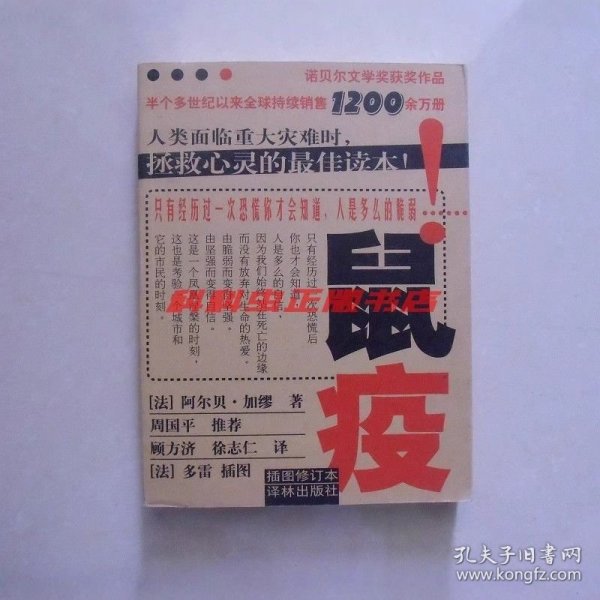 诺贝尔文学奖获奖作品
半个多世纪以来全球持续销售1200余万册
人类面临重大灾难时,
拯救心灵的最佳读本!
只有经历过一次恐慌你才会知道、人是多么的脆弱……
!
鼠疫
只有经历过 次恐慌后
你也才会知道
人是多么的
因为我们始 在死亡的边缘
而没有放弃对生命的热爱。
由脆弱而变 坚强。
由坚强而变得 信。
这是一个风 繁的时刻,
这也是考验 城市和
它的市民的时刻。
[法] 阿尔贝·加缪 著
周国平 推荐
顾方济 徐志仁 译
[法] 多雷 插图
插图修订本
译林出版社
正版书店
孔夫子旧书网
www.kongfz.com